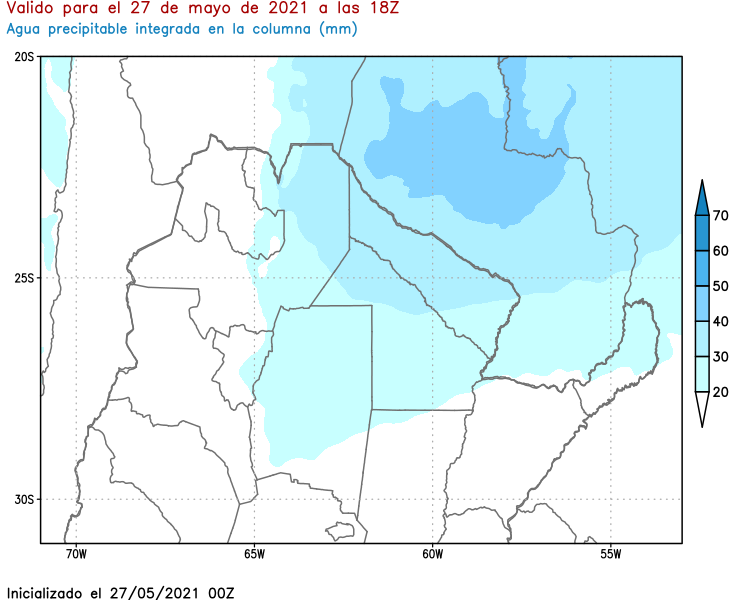 Valido para el 27 de mayo de 2021 a las 18Z
Agua precipitable integrada en la columna (mm)
20S
25S
30S
70W
65W
60W
55W
70
60
50
40
30
20
Inicializado el 27/05/2021 00Z